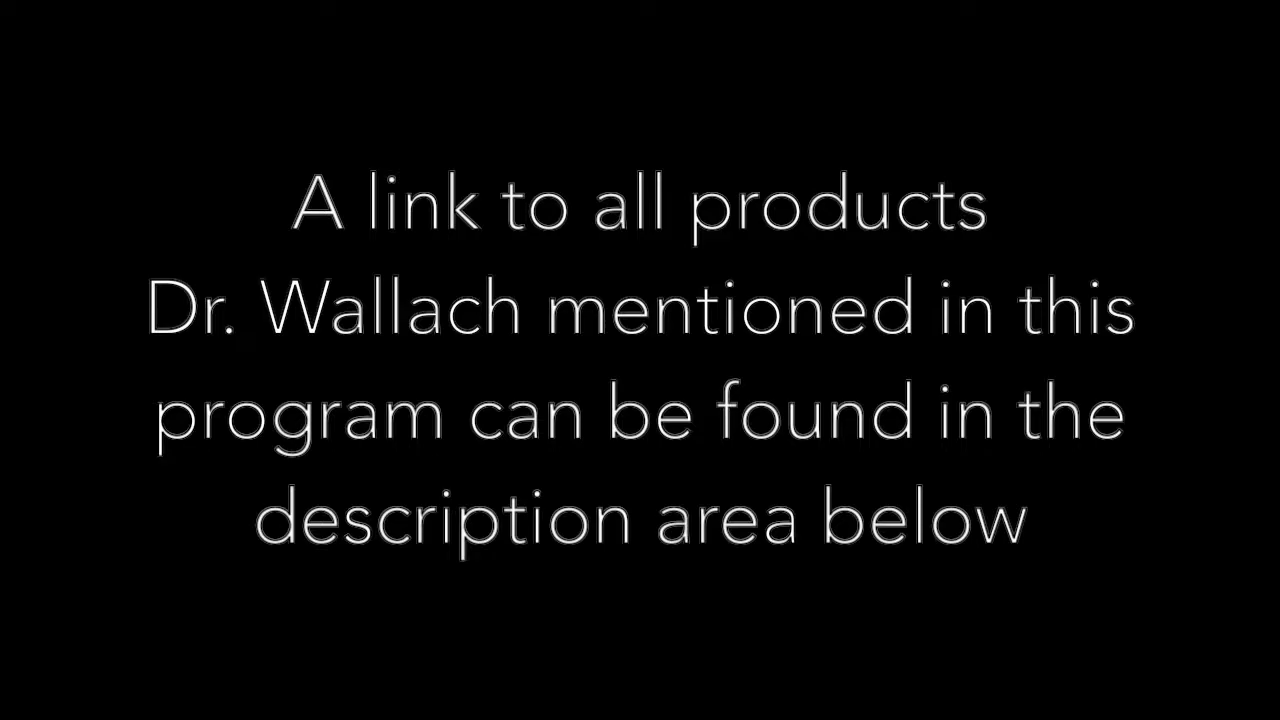 A link to all products
Dr. Wallach mentioned in this
program can be found in the
description area below